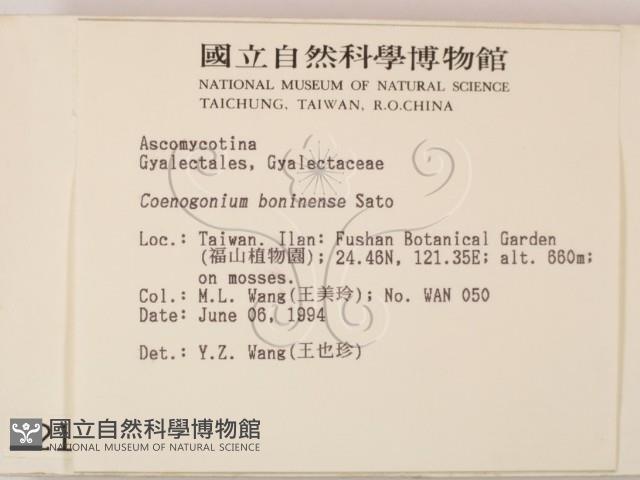 國立自然科學博物館
NATIONAL MUSEUM OF NATURAL SCIENCE
TAICHUNG, TAIWAN, R.O.CHINA
Ascomycotina
Gyalectales, Gyalectaceae
Coenogonium boninense Sato
Loc.: Taiwan. Ilan: Fushan Botanical Garden
(福山植物園); 24.46N, 121.35E; alt. 660m;
on mosses.
Col.: M.L. Wang(王美玲); No. WAN 050
Date: June 06, 1994
Det.: Y.Z. Wang(王也珍)
國立自然科學博物館
NATIONAL MUSEUM OF NATURAL SCIENCE